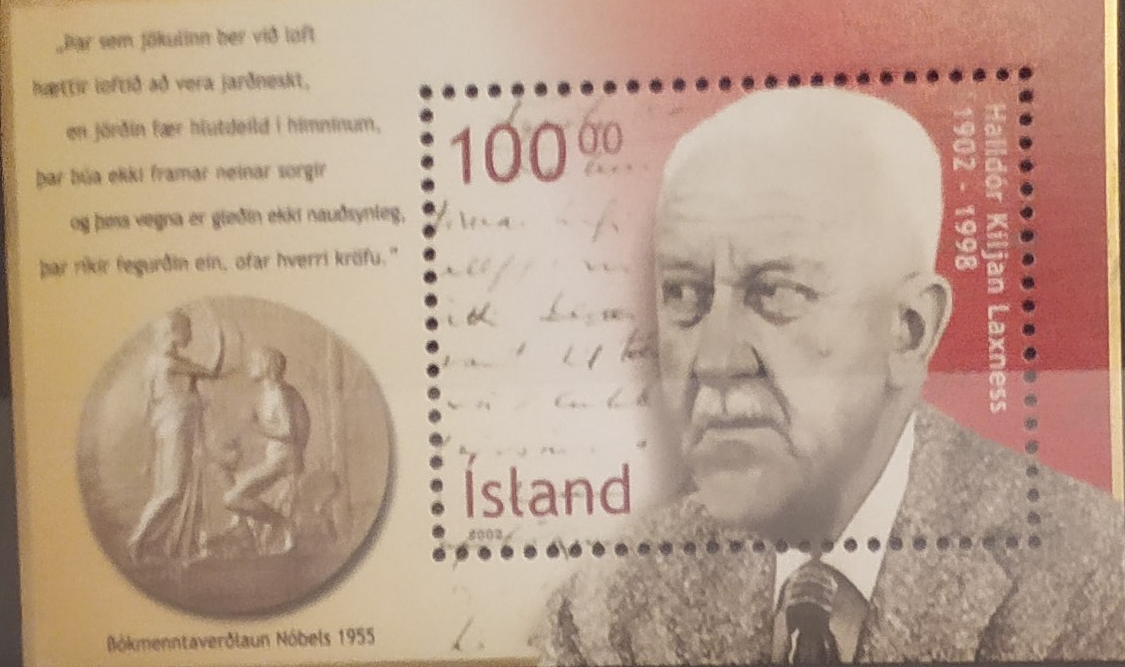 „Þar sem jökulinn ber við loft
hættir loftið að vera jarðneskt,
en jörðin fær hlutdeild í himninum,
þar búa ekki framar neinar sorgir
og þess vegna er gleðin ekki nauðsynleg,
þar ríkir fegurðin ein, ofar hverri kröfu.“
100 00
Halldór Kiljan Laxness
1902 - 1998
Ísland
2002
Bókmenntaverðlaun Nóbels 1955